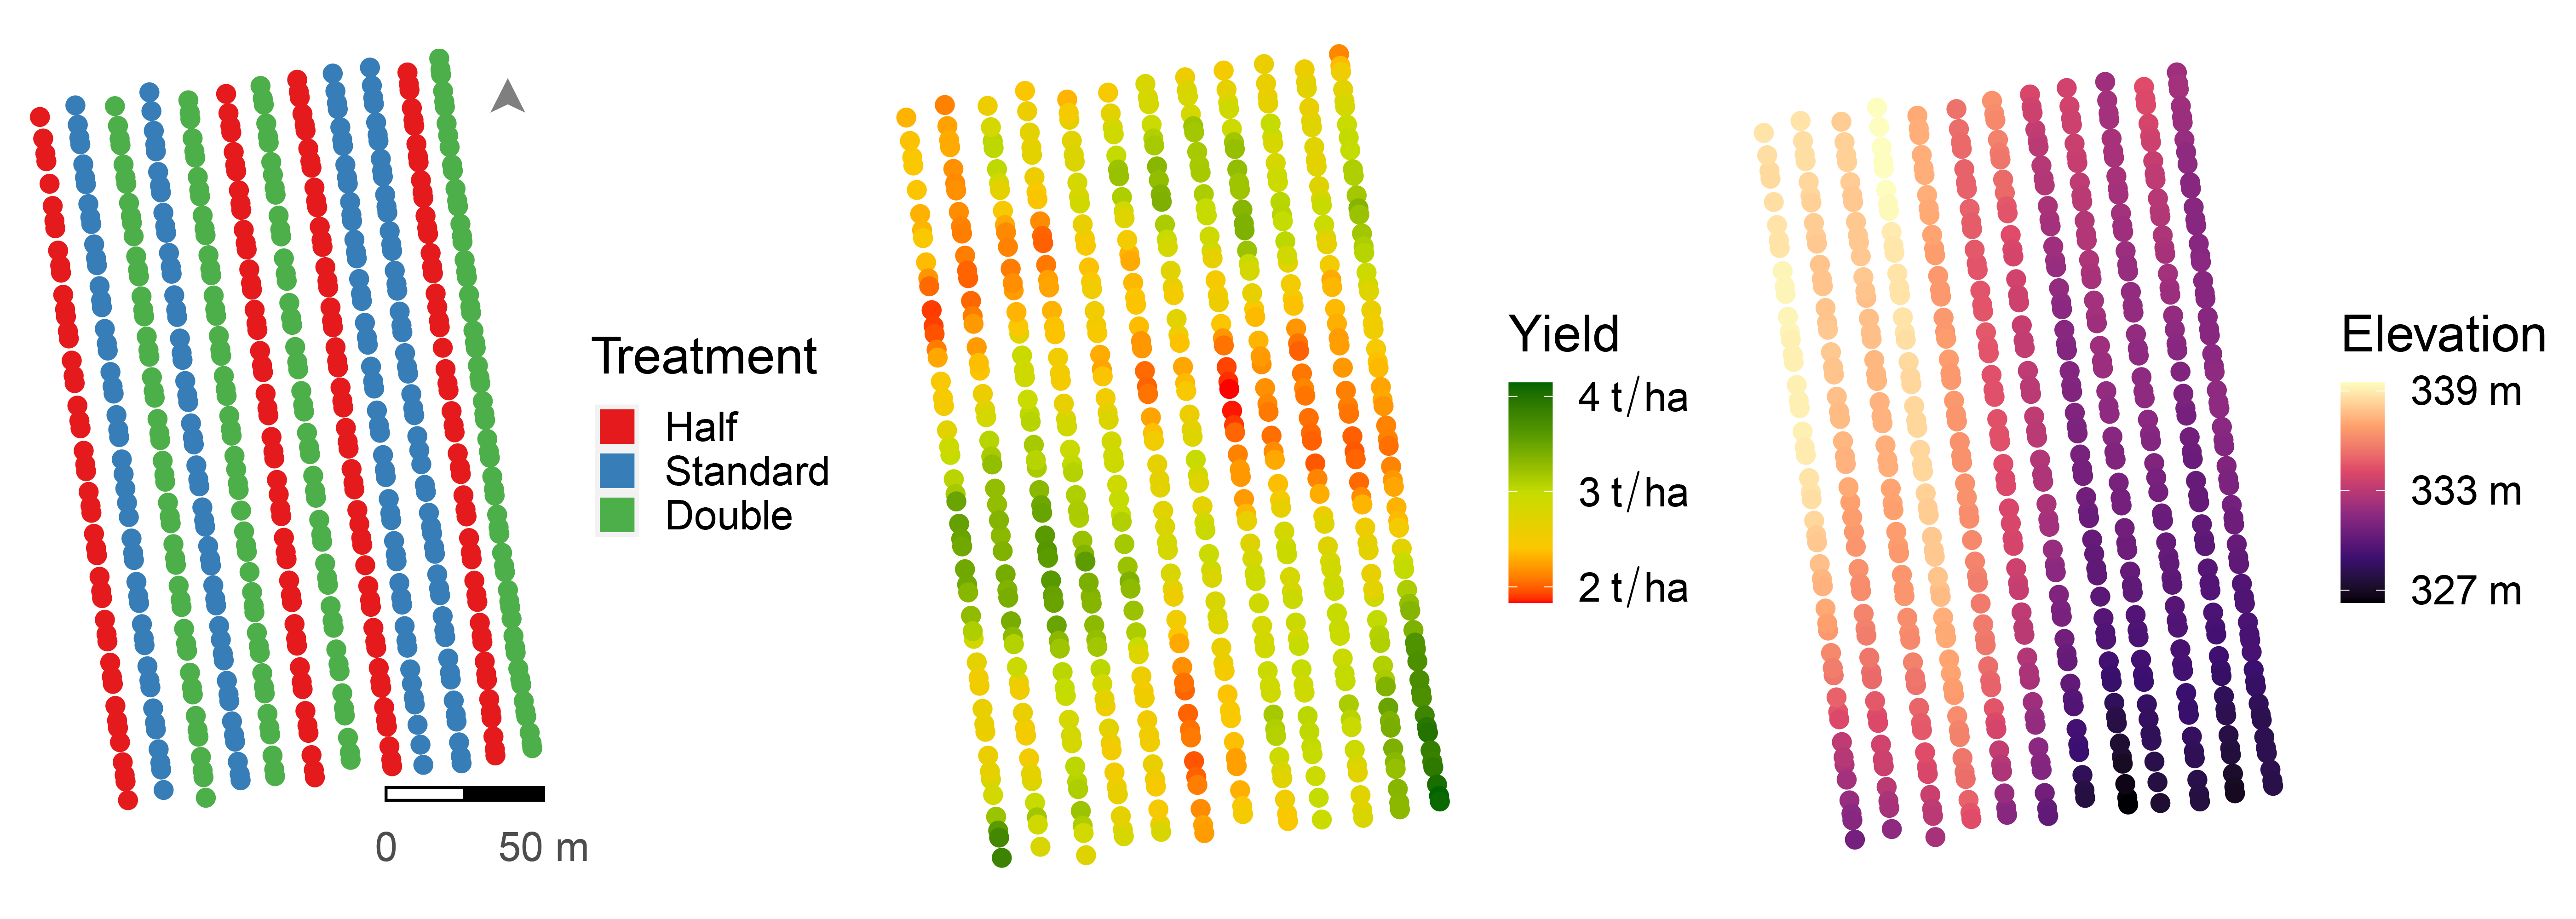 Treatment
Half
Standard
Double
0 50 m
Yield
4 t/ha
3 t/ha
2 t/ha
Elevation
339 m
333 m
327 m